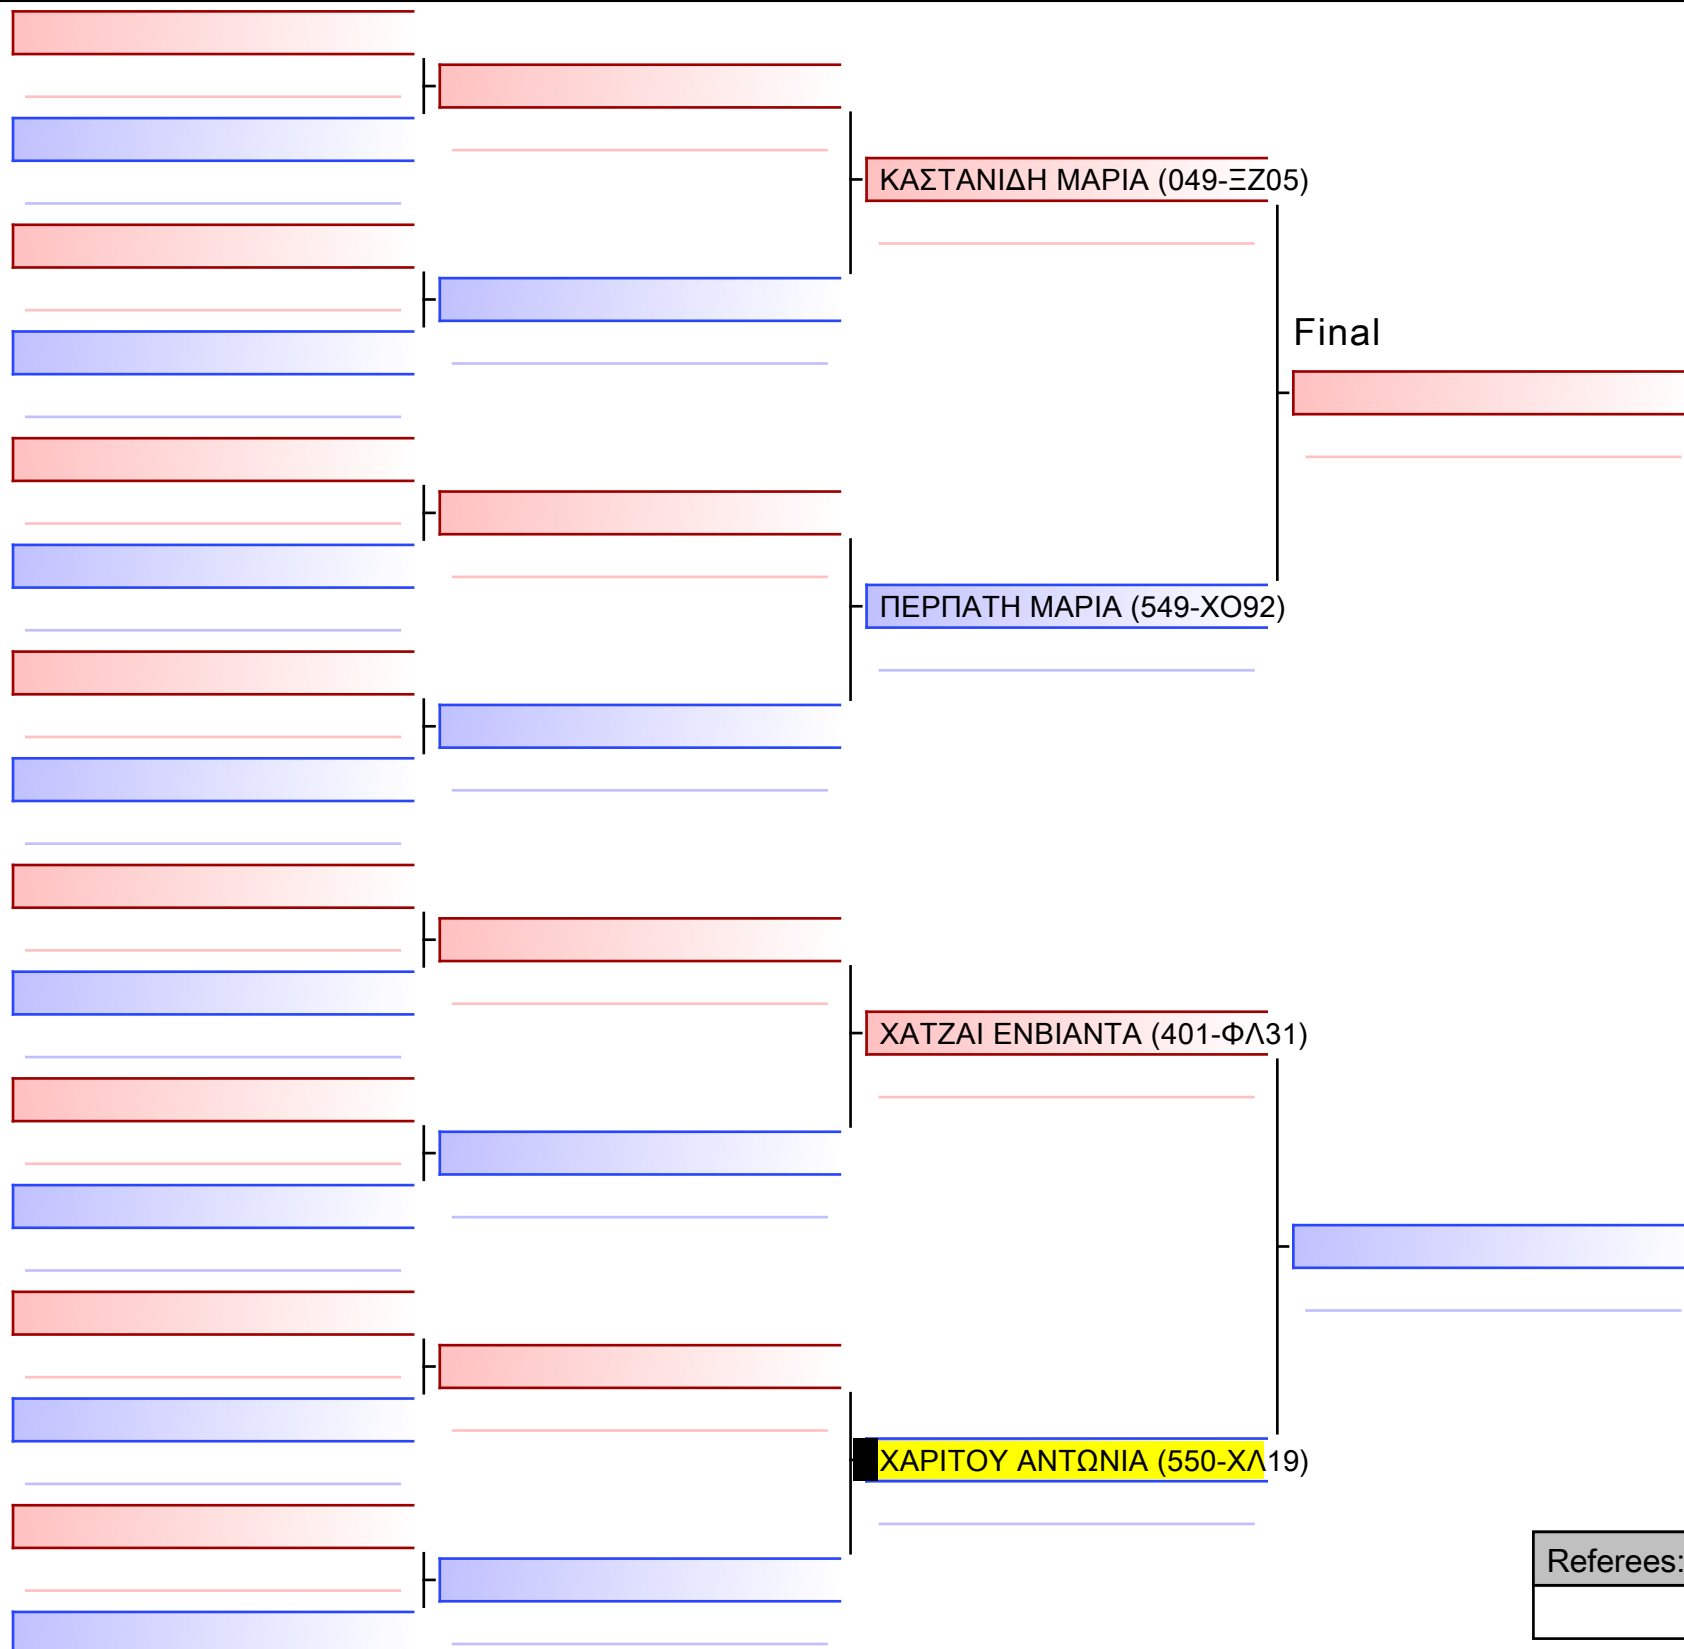 ΚΑΣΤΑΝΙΔΗ ΜΑΡΙΑ (049-ΞΖ05)
Final
ΠΕΡΠΑΤΗ ΜΑΡΙΑ (549-ΧΟ92)
ΧΑΤΖΑΙ ΕΝΒΙΑΝΤΑ (401-ΦΛ31)
ΧΑΡΙΤΟΥ ΑΝΤΩΝΙΑ (550-ΧΛ19)
Referees: